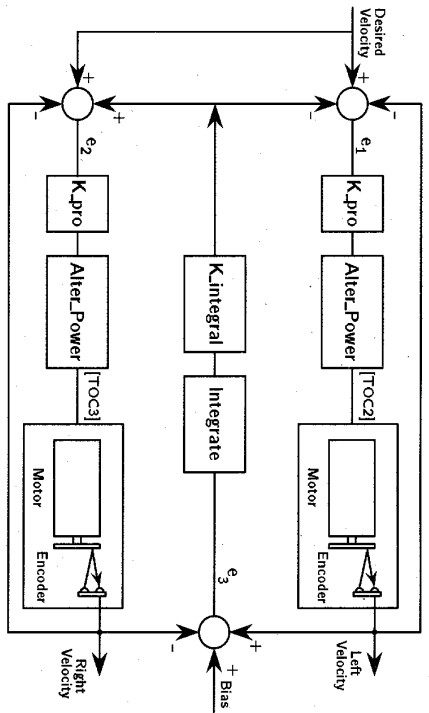 Desired
Velocity
+
-
-
e1
K_pro
Alter_Power
[TOC2]
Motor
Encoder
Left
Velocity
K_integral
Integrate
e3
+
-
+ Bias
+
+
-
e2
K_pro
Alter_Power
[TOC3]
Motor
Encoder
Right
Velocity